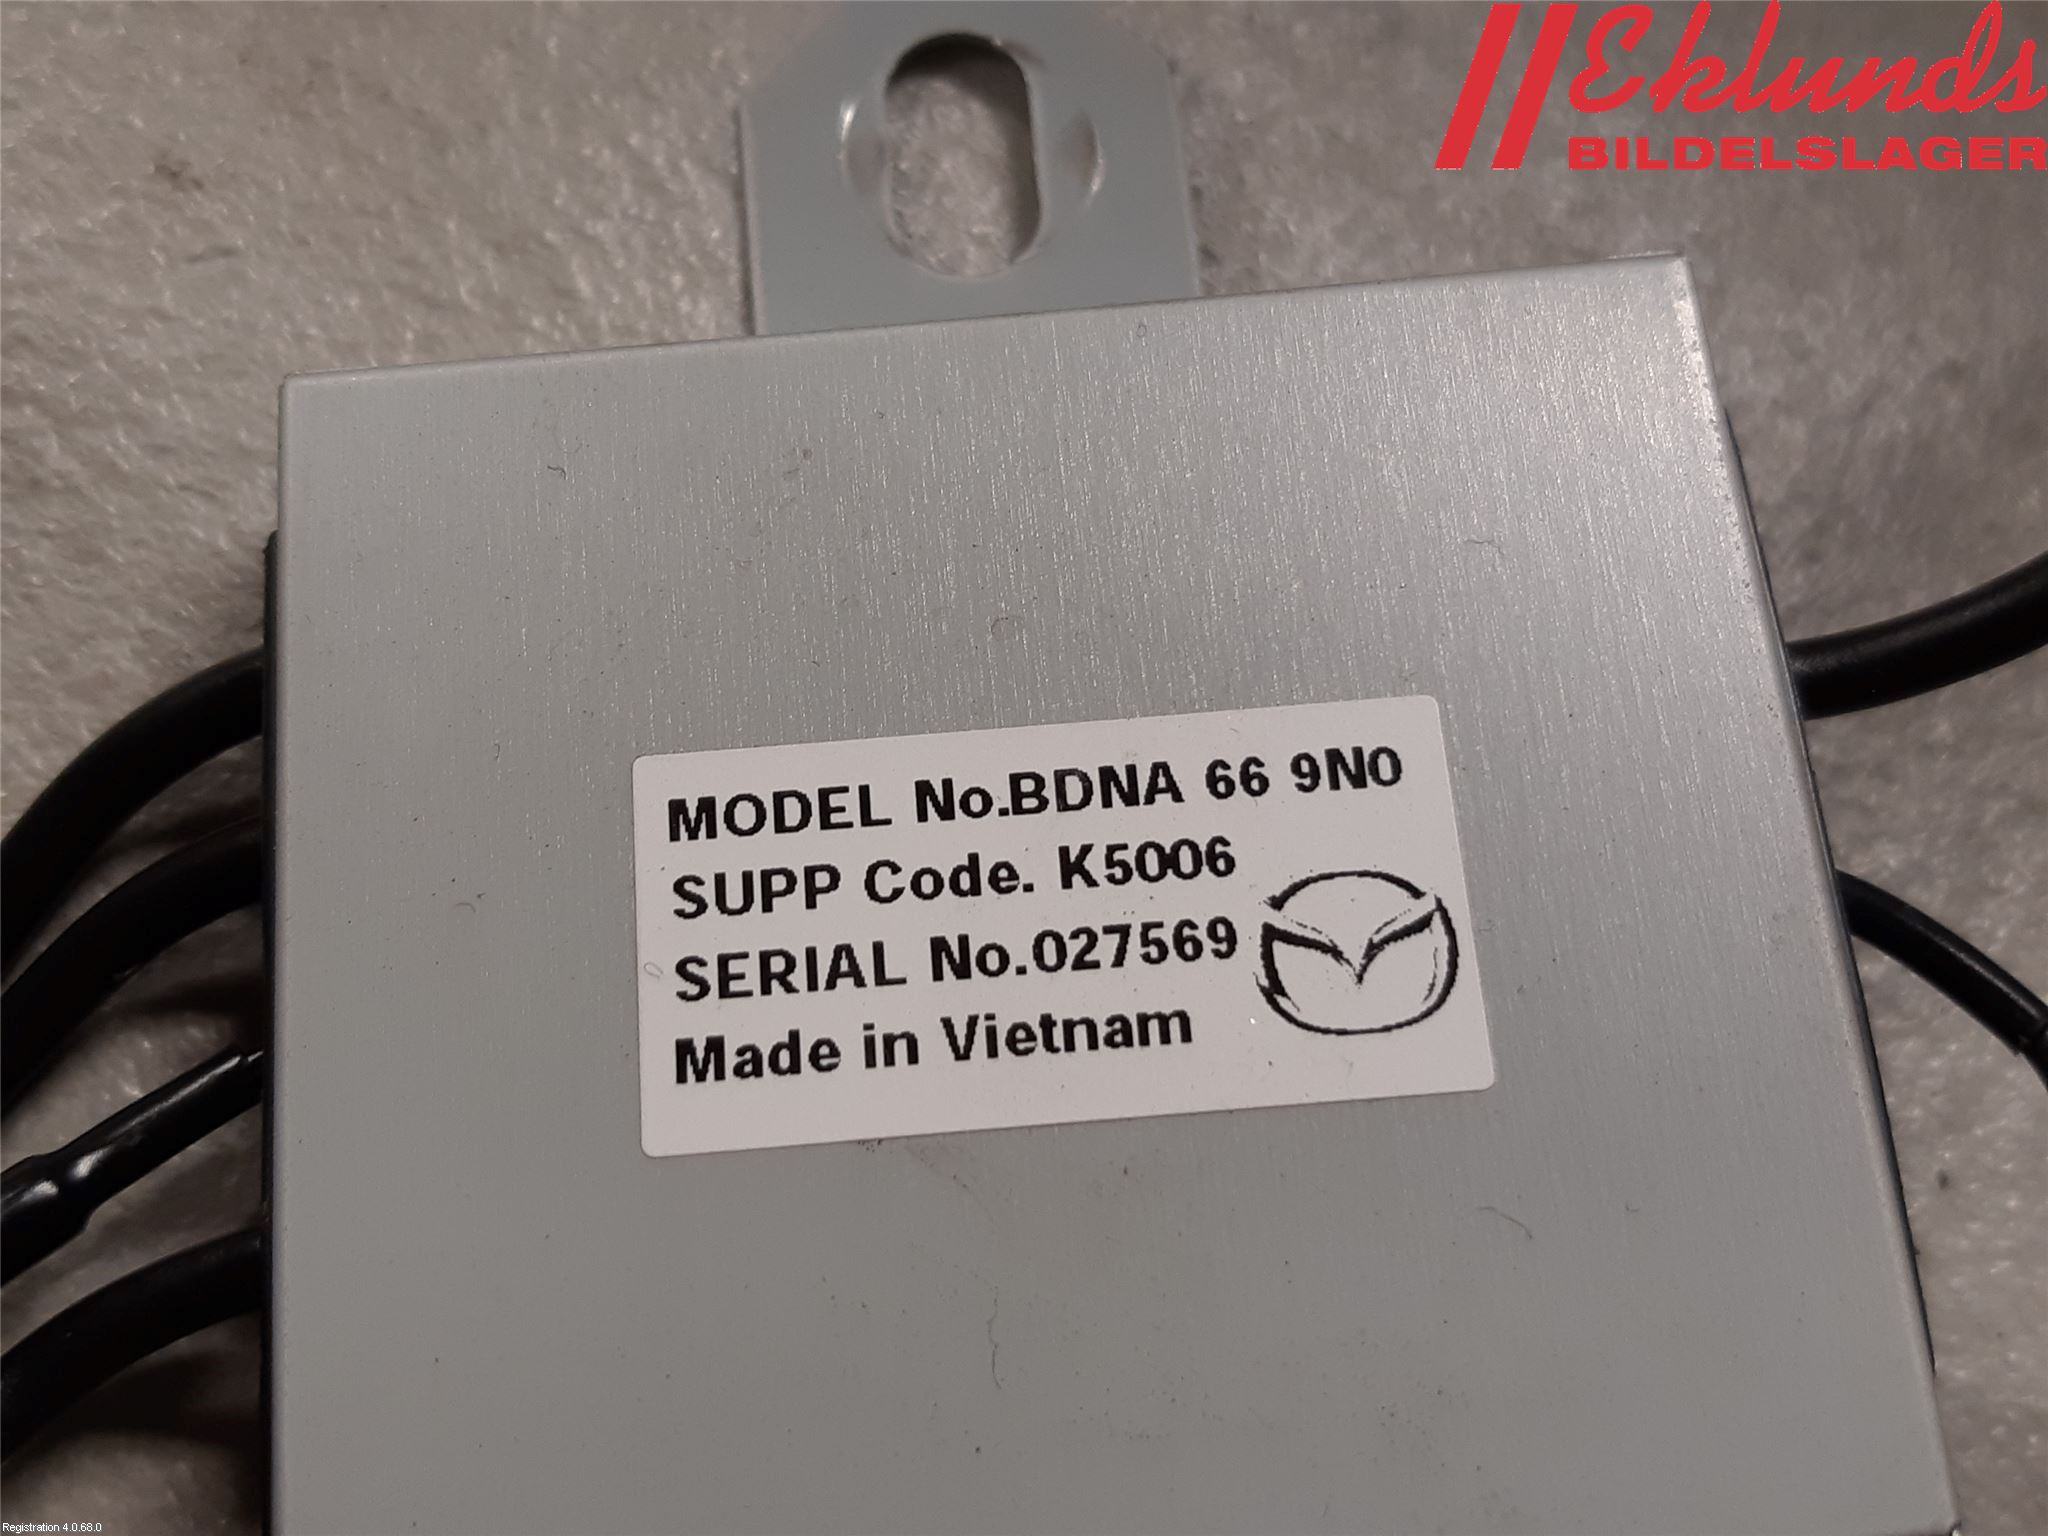 Eklunds
BILDELSLAGER
MODEL No.BDNA 66 9N0
SUPP Code. K5006
SERIAL No.027569
Made in Vietnam
Registration 4.0.68.0